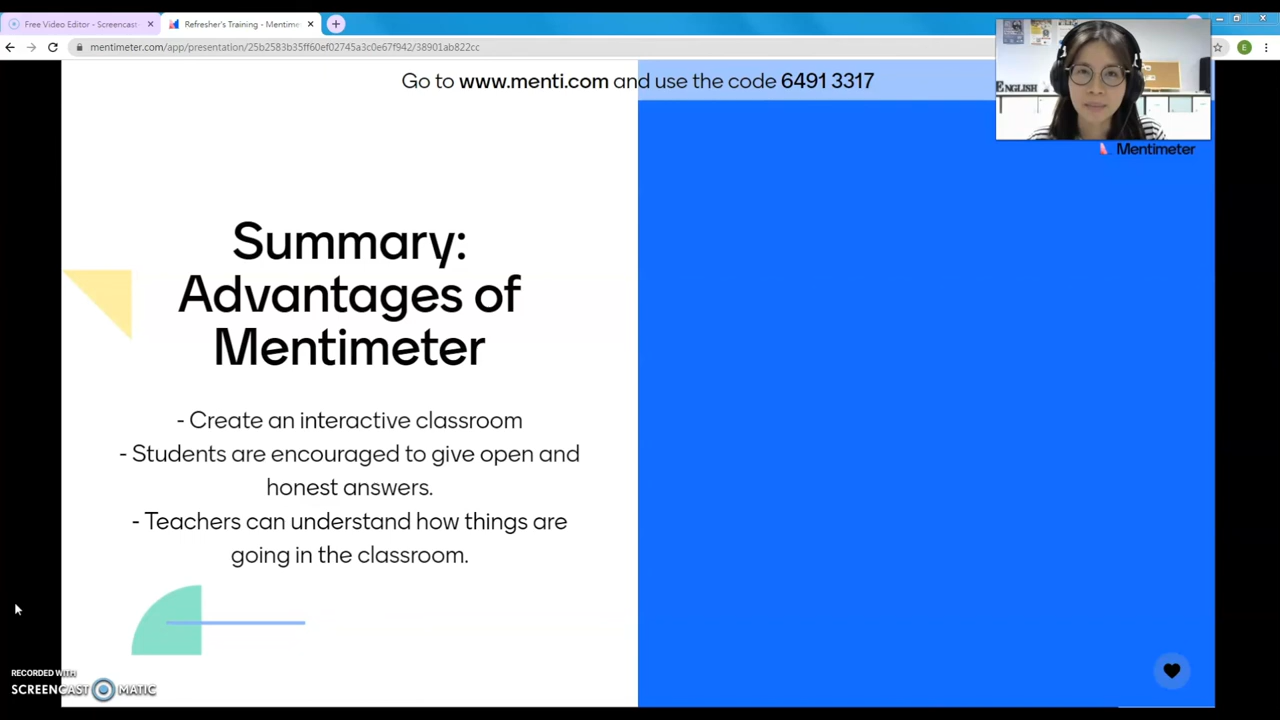 Free Video Editor - Screencast
Refresher's Training - Mentime
mentimeter.com/app/presentation/25b2583b35ff60ef02745a3c0e67f942/38901ab822cc
E
Go to www.menti.com and use the code 6491 3317
ENGLISH
Mentimeter
Summary:
Advantages of
Mentimeter
- Create an interactive classroom
- Students are encouraged to give open and
honest answers.
- Teachers can understand how things are
going in the classroom.
RECORDED WITH
SCREENCAST MATIC